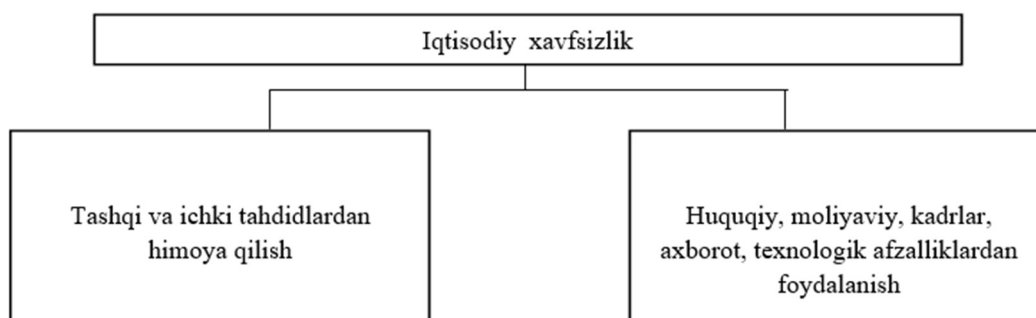 Iqtisodiy xavfsizlik
Tashqi va ichki tahdidlardan
himoya qilish
Huquqiy, moliyaviy, kadrlar,
axborot, texnologik afzalliklardan
foydalanish